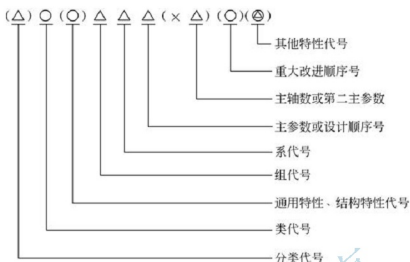 (△) ○ (○) △ △ △ (× △) (○) (◎)
其他特性代号
重大改进顺序号
主轴数或第二主参数
主参数或设计顺序号
系代号
组代号
通用特性、结构特性代号
类代号
分类代号